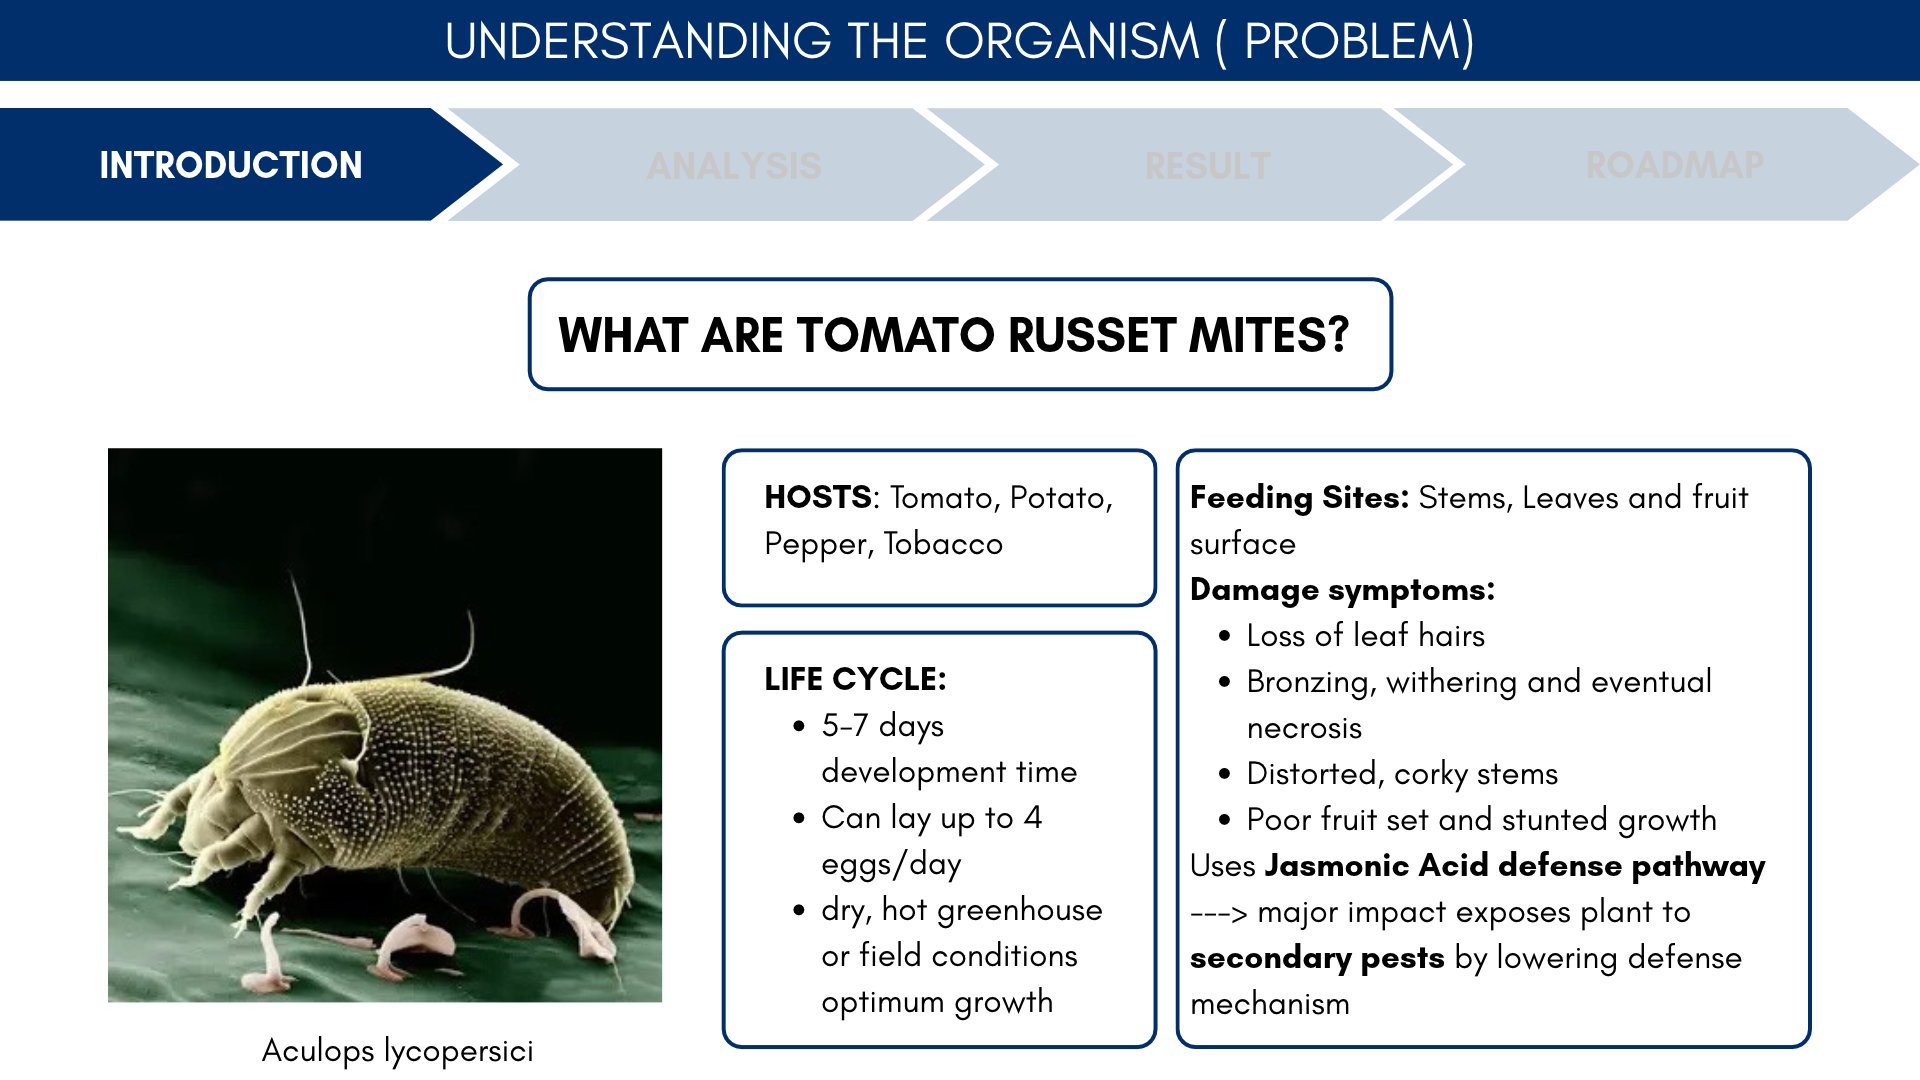 UNDERSTANDING THE ORGANISM ( PROBLEM)
INTRODUCTION
ANALYSIS
RESULT
ROADMAP
WHAT ARE TOMATO RUSSET MITES?
HOSTS: Tomato, Potato,
Pepper, Tobacco
LIFE CYCLE:
• 5-7 days
development time
• Can lay up to 4
eggs/day
• dry, hot greenhouse
or field conditions
optimum growth
Feeding Sites: Stems, Leaves and fruit
surface
Damage symptoms:
• Loss of leaf hairs
• Bronzing, withering and eventual
necrosis
• Distorted, corky stems
• Poor fruit set and stunted growth
Uses Jasmonic Acid defense pathway
---> major impact exposes plant to
secondary pests by lowering defense
mechanism
Aculops lycopersici